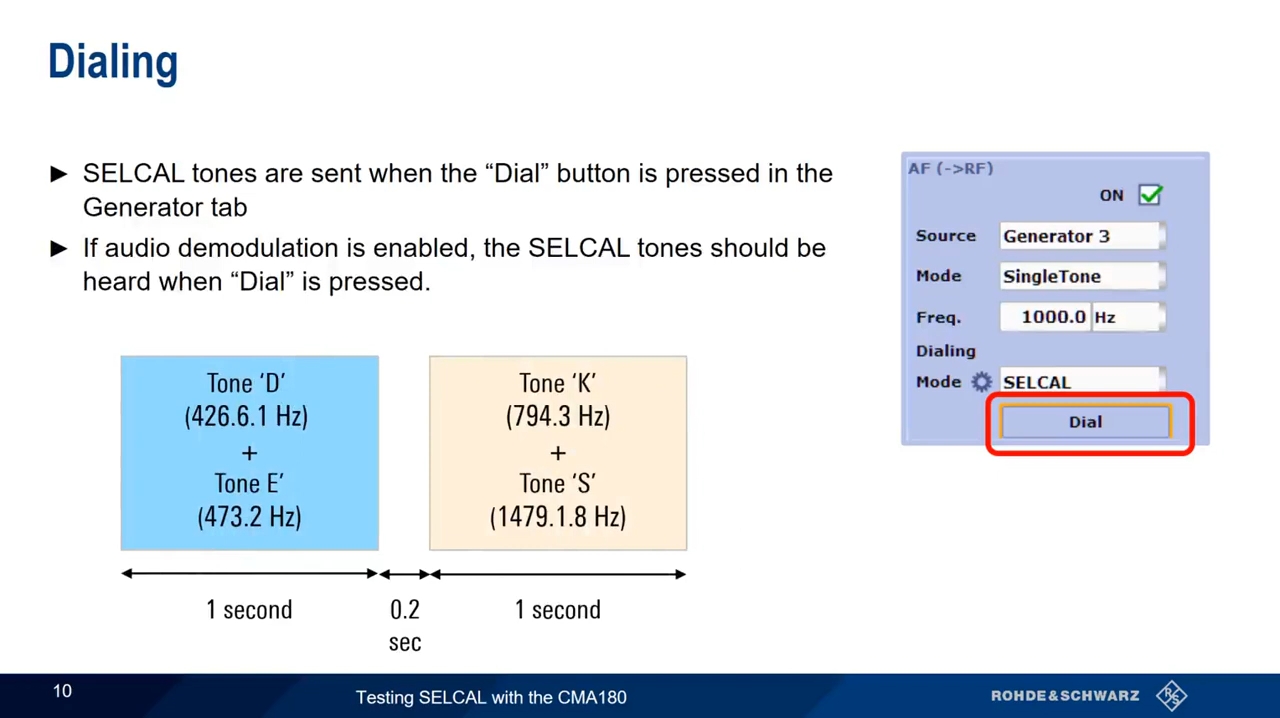 Dialing
► SELCAL tones are sent when the “Dial” button is pressed in the
Generator tab
► If audio demodulation is enabled, the SELCAL tones should be
heard when “Dial” is pressed.
AF (->RF)
ON
Source Generator 3
Mode SingleTone
Freq. 1000.0 Hz
Dialing
Mode SELCAL
Dial
Tone ‘D’
(426.6.1 Hz)
+
Tone E’
(473.2 Hz)
Tone ‘K’
(794.3 Hz)
+
Tone ‘S’
(1479.1.8 Hz)
1 second
0.2
sec
1 second
10
Testing SELCAL with the CMA180
ROHDE & SCHWARZ
R S